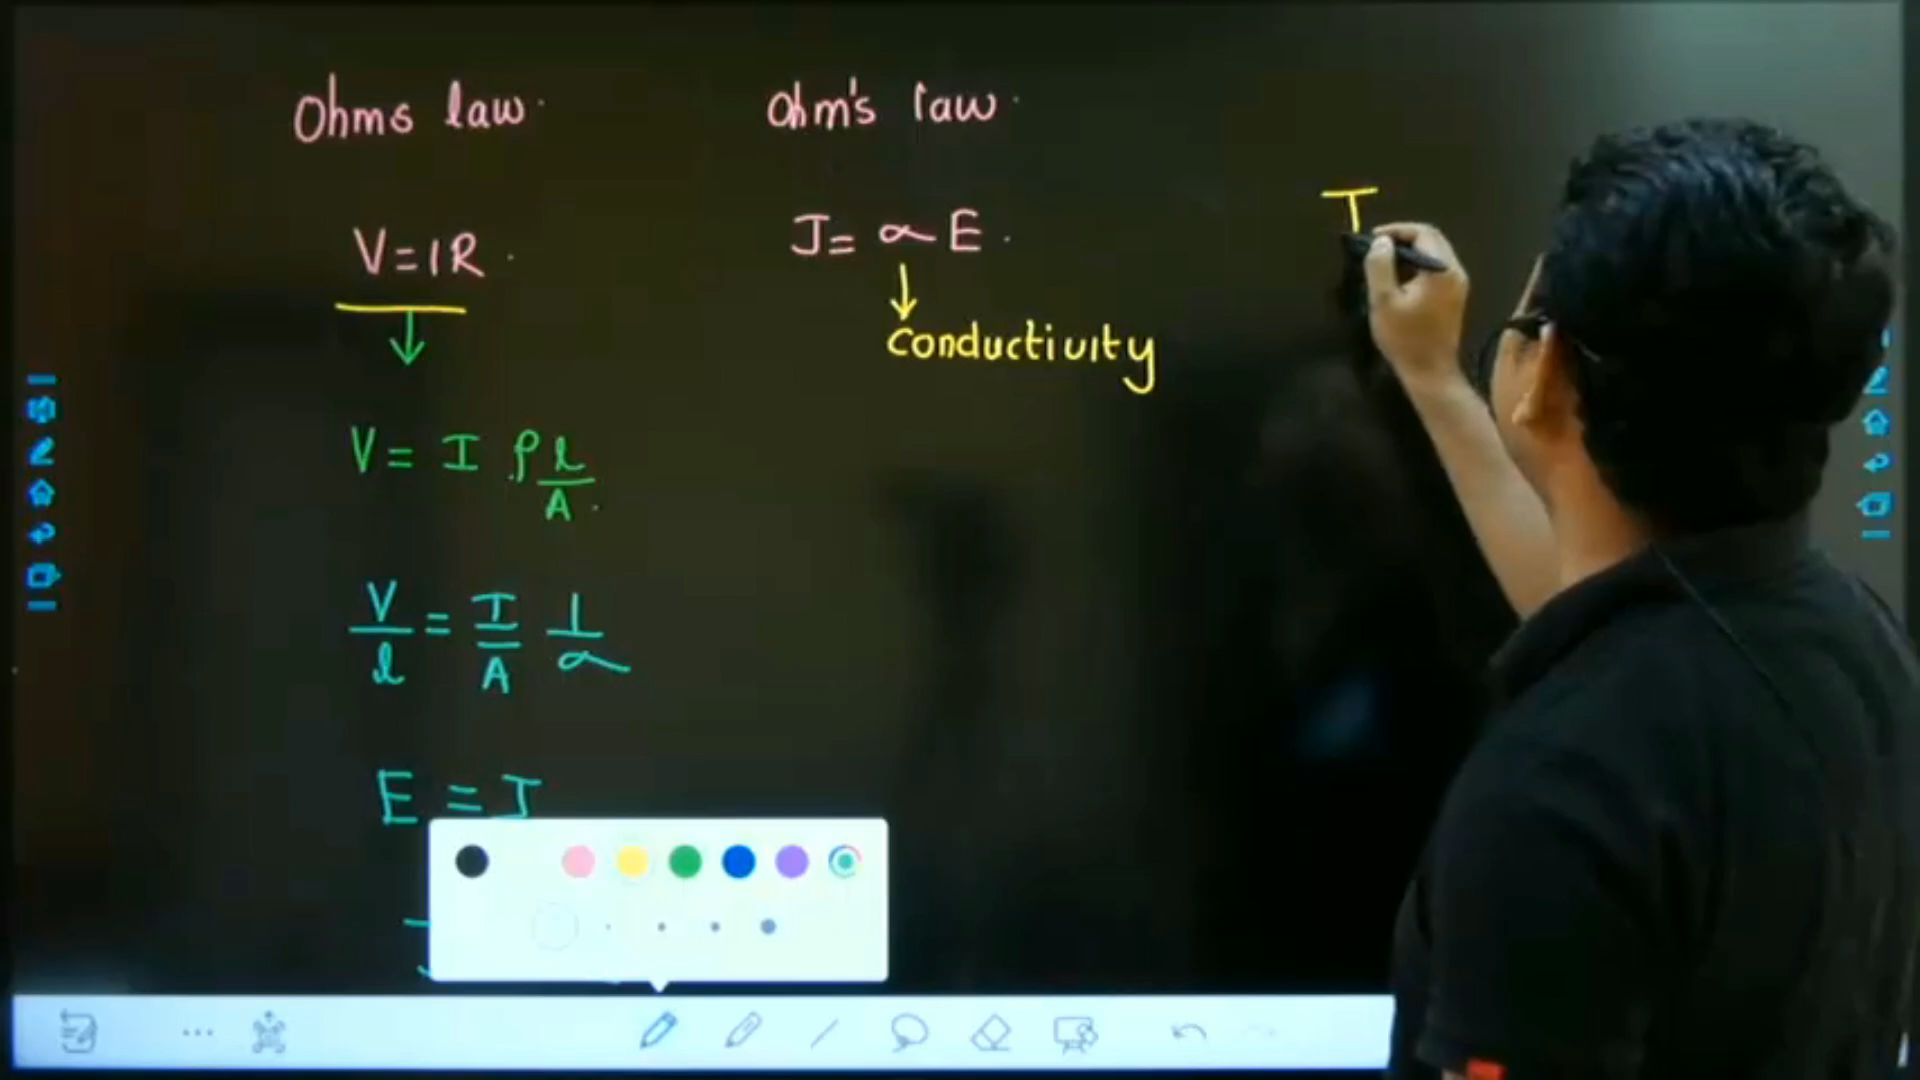 Ohms law.
V=IR.
V= I ρ l/A.
V/l = I/A 1/σ
E = J
Ohm's law.
J= σ E.
Conductivity